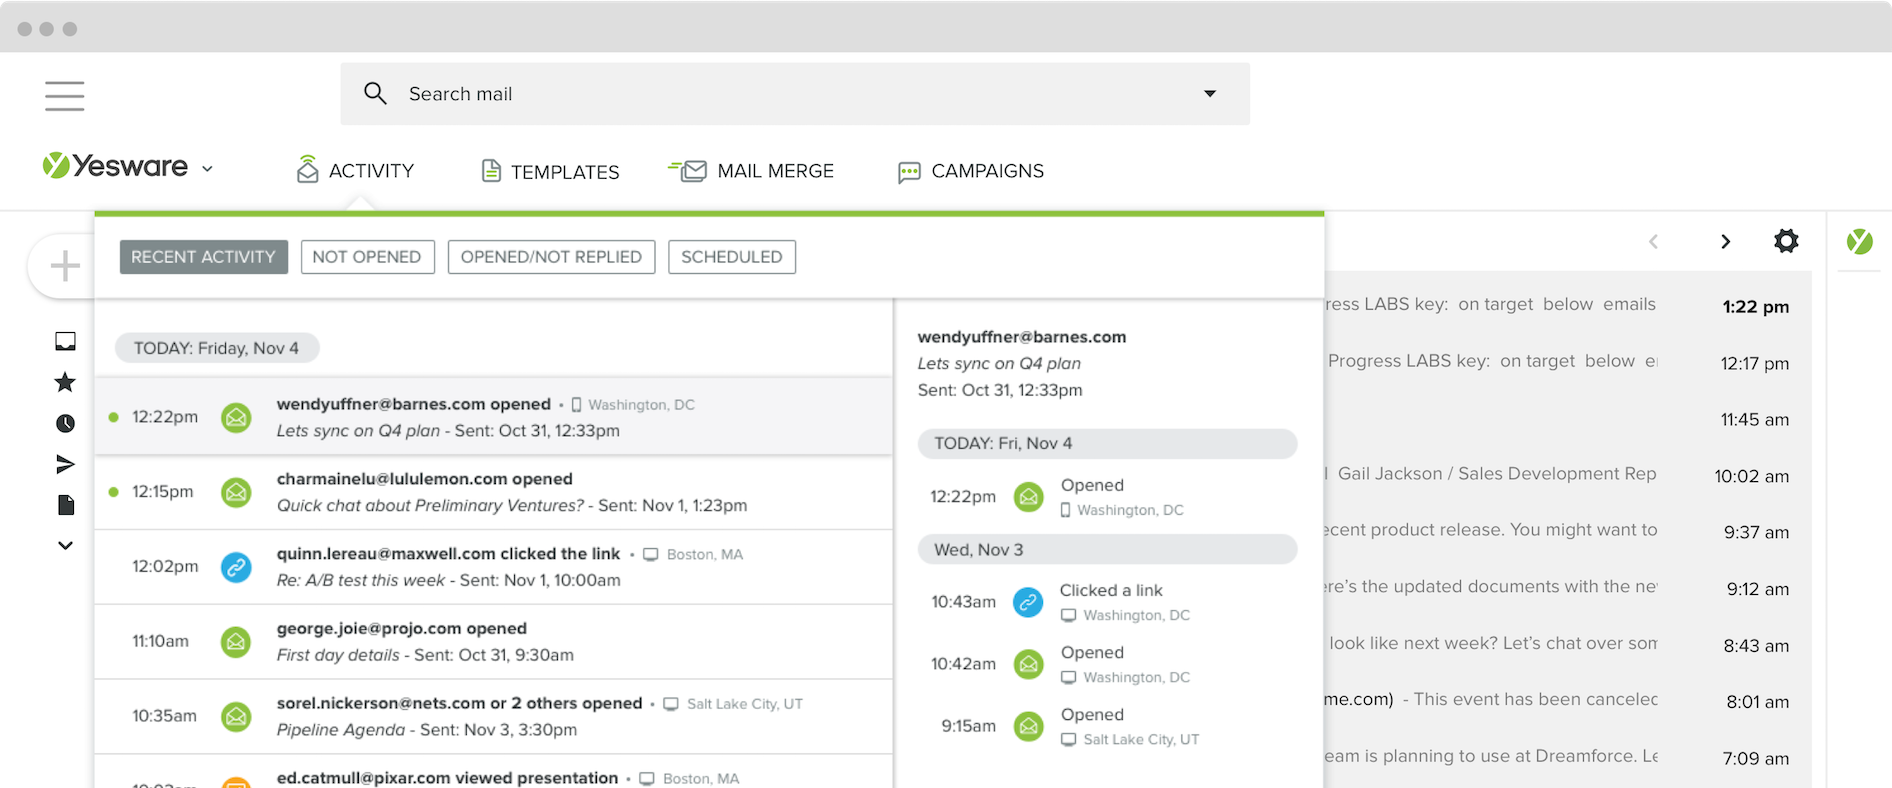 Search mail
Yesware
ACTIVITY
TEMPLATES
MAIL MERGE
CAMPAIGNS
RECENT ACTIVITY
NOT OPENED
OPENED/NOT REPLIED
SCHEDULED
TODAY: Friday, Nov 4
12:22pm
wendyuffner@barnes.com opened • Washington, DC
Lets sync on Q4 plan - Sent: Oct 31, 12:33pm
12:15pm
charmainelu@lululemon.com opened
Quick chat about Preliminary Ventures? - Sent: Nov 1, 1:23pm
12:02pm
quinn.lereau@maxwell.com clicked the link • Boston, MA
Re: A/B test this week - Sent: Nov 1, 10:00am
11:10am
george.joie@projo.com opened
First day details - Sent: Oct 31, 9:30am
10:35am
sorel.nickerson@nets.com or 2 others opened • Salt Lake City, UT
Pipeline Agenda - Sent: Nov 3, 3:30pm
ed.catmull@pixar.com viewed presentation • Boston, MA
wendyuffner@barnes.com
Lets sync on Q4 plan
Sent: Oct 31, 12:33pm
TODAY: Fri, Nov 4
12:22pm
Opened
Washington, DC
Wed, Nov 3
10:43am
Clicked a link
Washington, DC
10:42am
Opened
Washington, DC
9:15am
Opened
Salt Lake City, UT
ress LABS key: on target below emails 1:22 pm
Progress LABS key: on target below 12:17 pm
11:45 am
Gail Jackson / Sales Development Rep 10:02 am
ecent product release. You might want to 9:37 am
ere's the updated documents with the 9:12 am
look like next week? Let's chat over 8:43 am
me.com) - This event has been canceled 8:01 am
eam is planning to use at Dreamforce. 7:09 am